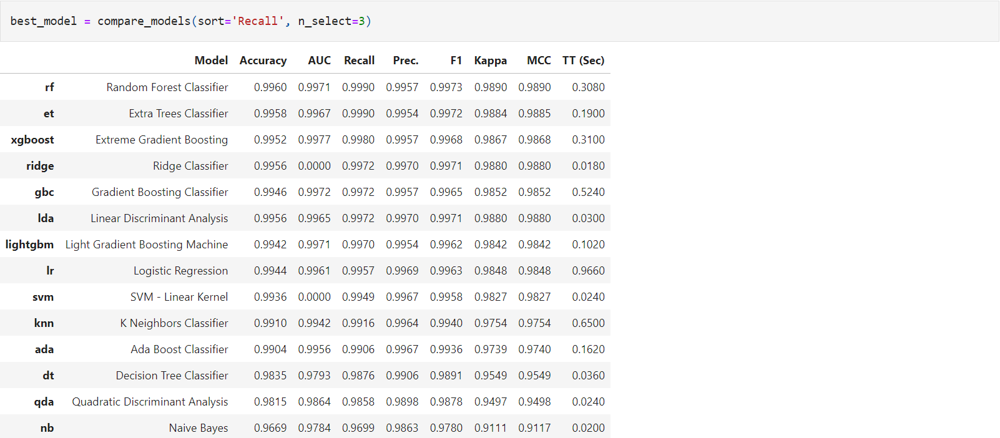 best_model = compare_models(sort='Recall', n_select=3)
Model Accuracy AUC Recall Prec. F1 Kappa MCC TT (Sec)
rf Random Forest Classifier 0.9960 0.9971 0.9990 0.9957 0.9973 0.9890 0.9890 0.3080
et Extra Trees Classifier 0.9958 0.9967 0.9990 0.9954 0.9972 0.9884 0.9885 0.1900
xgboost Extreme Gradient Boosting 0.9952 0.9977 0.9980 0.9957 0.9968 0.9867 0.9868 0.3100
ridge Ridge Classifier 0.9956 0.0000 0.9972 0.9970 0.9971 0.9880 0.9880 0.0180
gbc Gradient Boosting Classifier 0.9946 0.9972 0.9972 0.9957 0.9965 0.9852 0.9852 0.5240
lda Linear Discriminant Analysis 0.9956 0.9965 0.9972 0.9970 0.9971 0.9880 0.9880 0.0300
lightgbm Light Gradient Boosting Machine 0.9942 0.9971 0.9970 0.9954 0.9962 0.9842 0.9842 0.1020
lr Logistic Regression 0.9944 0.9961 0.9957 0.9969 0.9963 0.9848 0.9848 0.9660
svm SVM - Linear Kernel 0.9936 0.0000 0.9949 0.9967 0.9958 0.9827 0.9827 0.0240
knn K Neighbors Classifier 0.9910 0.9942 0.9916 0.9964 0.9940 0.9754 0.9754 0.6500
ada Ada Boost Classifier 0.9904 0.9956 0.9906 0.9967 0.9936 0.9739 0.9740 0.1620
dt Decision Tree Classifier 0.9835 0.9793 0.9876 0.9906 0.9891 0.9549 0.9549 0.0360
qda Quadratic Discriminant Analysis 0.9815 0.9864 0.9858 0.9898 0.9878 0.9497 0.9498 0.0240
nb Naive Bayes 0.9669 0.9784 0.9699 0.9863 0.9780 0.9111 0.9117 0.0200